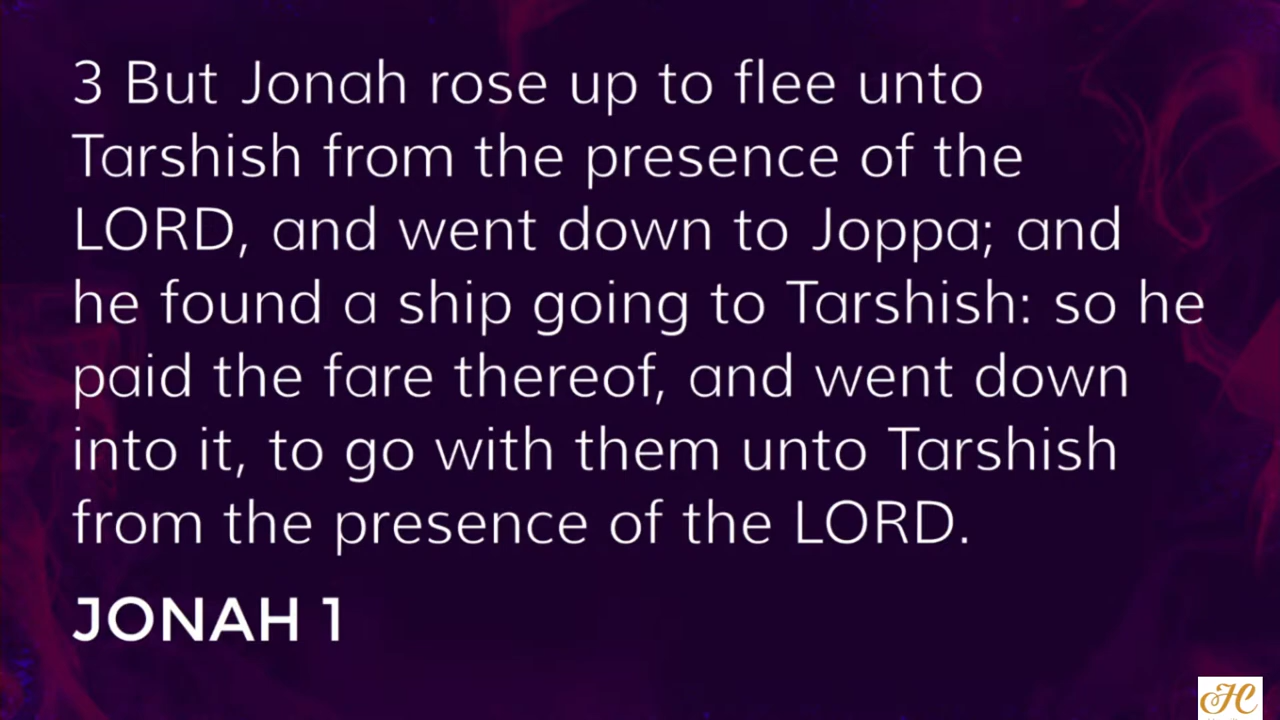 3 But Jonah rose up to flee unto
Tarshish from the presence of the
LORD, and went down to Joppa; and
he found a ship going to Tarshish: so he
paid the fare thereof, and went down
into it, to go with them unto Tarshish
from the presence of the LORD.
JONAH 1